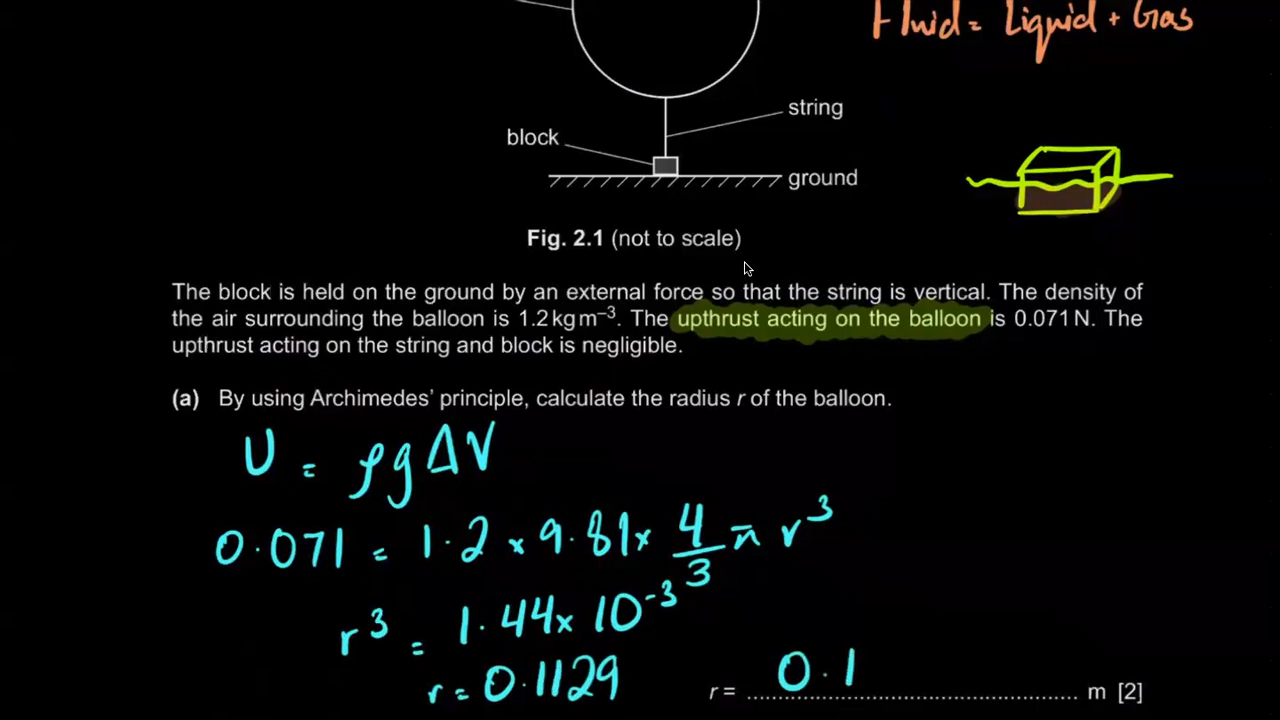 Fluid = Liquid + Gas
string
block
ground
Fig. 2.1 (not to scale)
The block is held on the ground by an external force so that the string is vertical. The density of
the air surrounding the balloon is 1.2 kg m⁻³. The upthrust acting on the balloon is 0.071 N. The
upthrust acting on the string and block is negligible.
(a) By using Archimedes’ principle, calculate the radius r of the balloon.
U = ρgΔV
0.071 = 1.2 × 9.81 × 4/3 π r³
r³ = 1.44 × 10⁻³
r = 0.1129
r = 0.1 m [2]